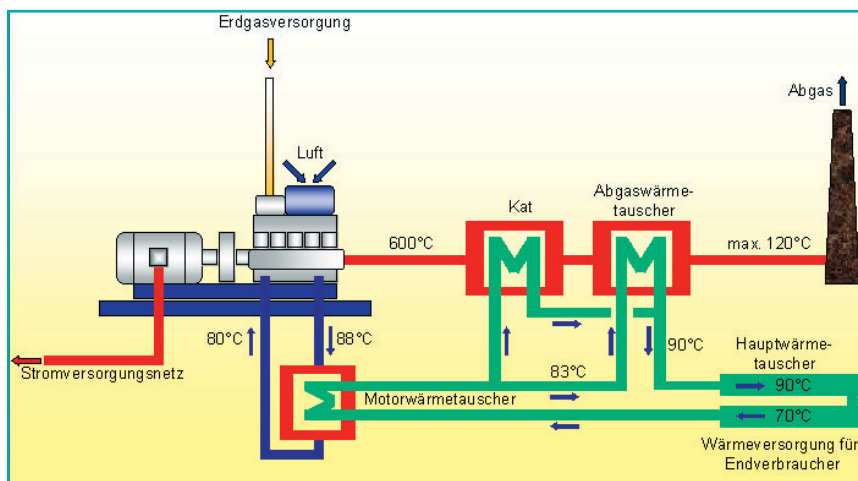 Erdgasversorgung
Abgas
Luft
Abgaswärme-
tauscher
Kat
600°C
max. 120°C
80°C
88°C
90°C
Hauptwärme-
tauscher
Stromversorgungsnetz
83°C
90°C
Motorwärmetauscher
70°C
Wärmeversorgung für
Endverbraucher